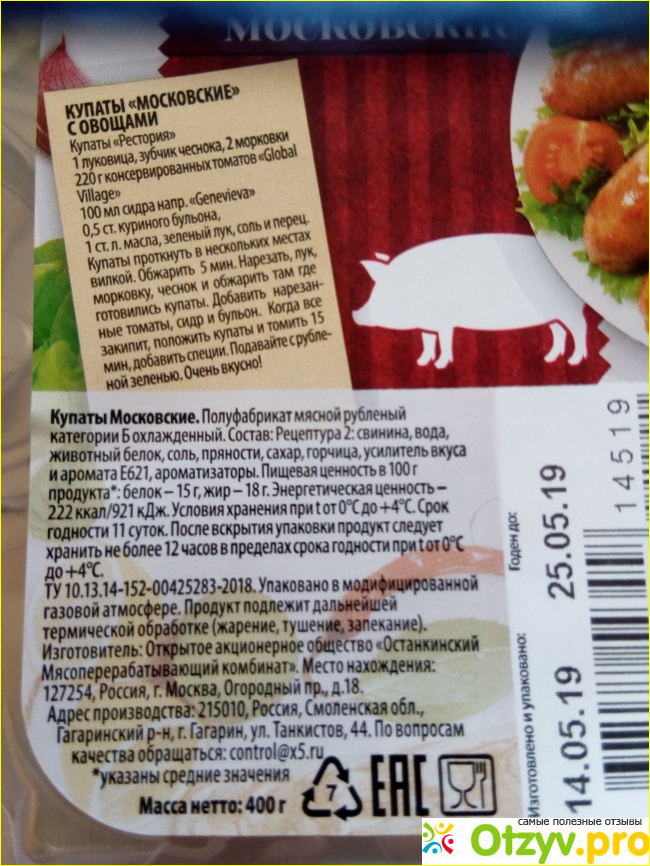 МОСКОВСКИЕ
КУПАТЫ «МОСКОВСКИЕ»
С ОВОЩАМИ
Купаты «Рестория»
1 луковица, зубчик чеснока, 2 морковки
220 г консервированных томатов «Global
Village»
100 мл сидра напр. «Genevieva»
0,5 ст. куриного бульона,
1 ст. л. масла, зеленый лук, соль и перец.
Купаты проткнуть в нескольких местах
вилкой. Обжарить 5 мин. Нарезать, лук,
морковку, чеснок и обжарить там где
готовились купаты. Добавить нарезан-
ные томаты, сидр и бульон. Когда все
закипит, положить купаты и томить 15
мин, добавить специи. Подавайте с рубле-
ной зеленью. Очень вкусно!
Купаты Московские. Полуфабрикат мясной рубленый
категории Б охлажденный. Состав: Рецептура 2: свинина, вода,
животный белок, соль, пряности, сахар, горчица, усилитель вкуса
и аромата Е621, ароматизаторы. Пищевая ценность в 100 г
продукта*: белок – 15 г, жир – 18 г. Энергетическая ценность –
222 ккал/921 кДж. Условия хранения при t от 0°С до +4°С. Срок
годности 11 суток. После вскрытия упаковки продукт следует
хранить не более 12 часов в пределах срока годности при t от 0°С
до +4°С.
ТУ 10.13.14-152-00425283-2018. Упаковано в модифицированной
газовой атмосфере. Продукт подлежит дальнейшей
термической обработке (жарение, тушение, запекание).
Изготовитель: Открытое акционерное общество «Останкинский
Мясоперерабатывающий комбинат». Место нахождения:
127254, Россия, г. Москва, Огородный пр., д.18.
Адрес производства: 215010, Россия, Смоленская обл.,
Гагаринский р-н, г. Гагарин, ул. Танкистов, 44. По вопросам
качества обращаться: control@x5.ru
*указаны средние значения
Масса нетто: 400 г
7
EAC
Изготовлено и упаковано:
14.05.19
Годен до:
25.05.19
14519
самые полезные отзывы
Otzyv.pro